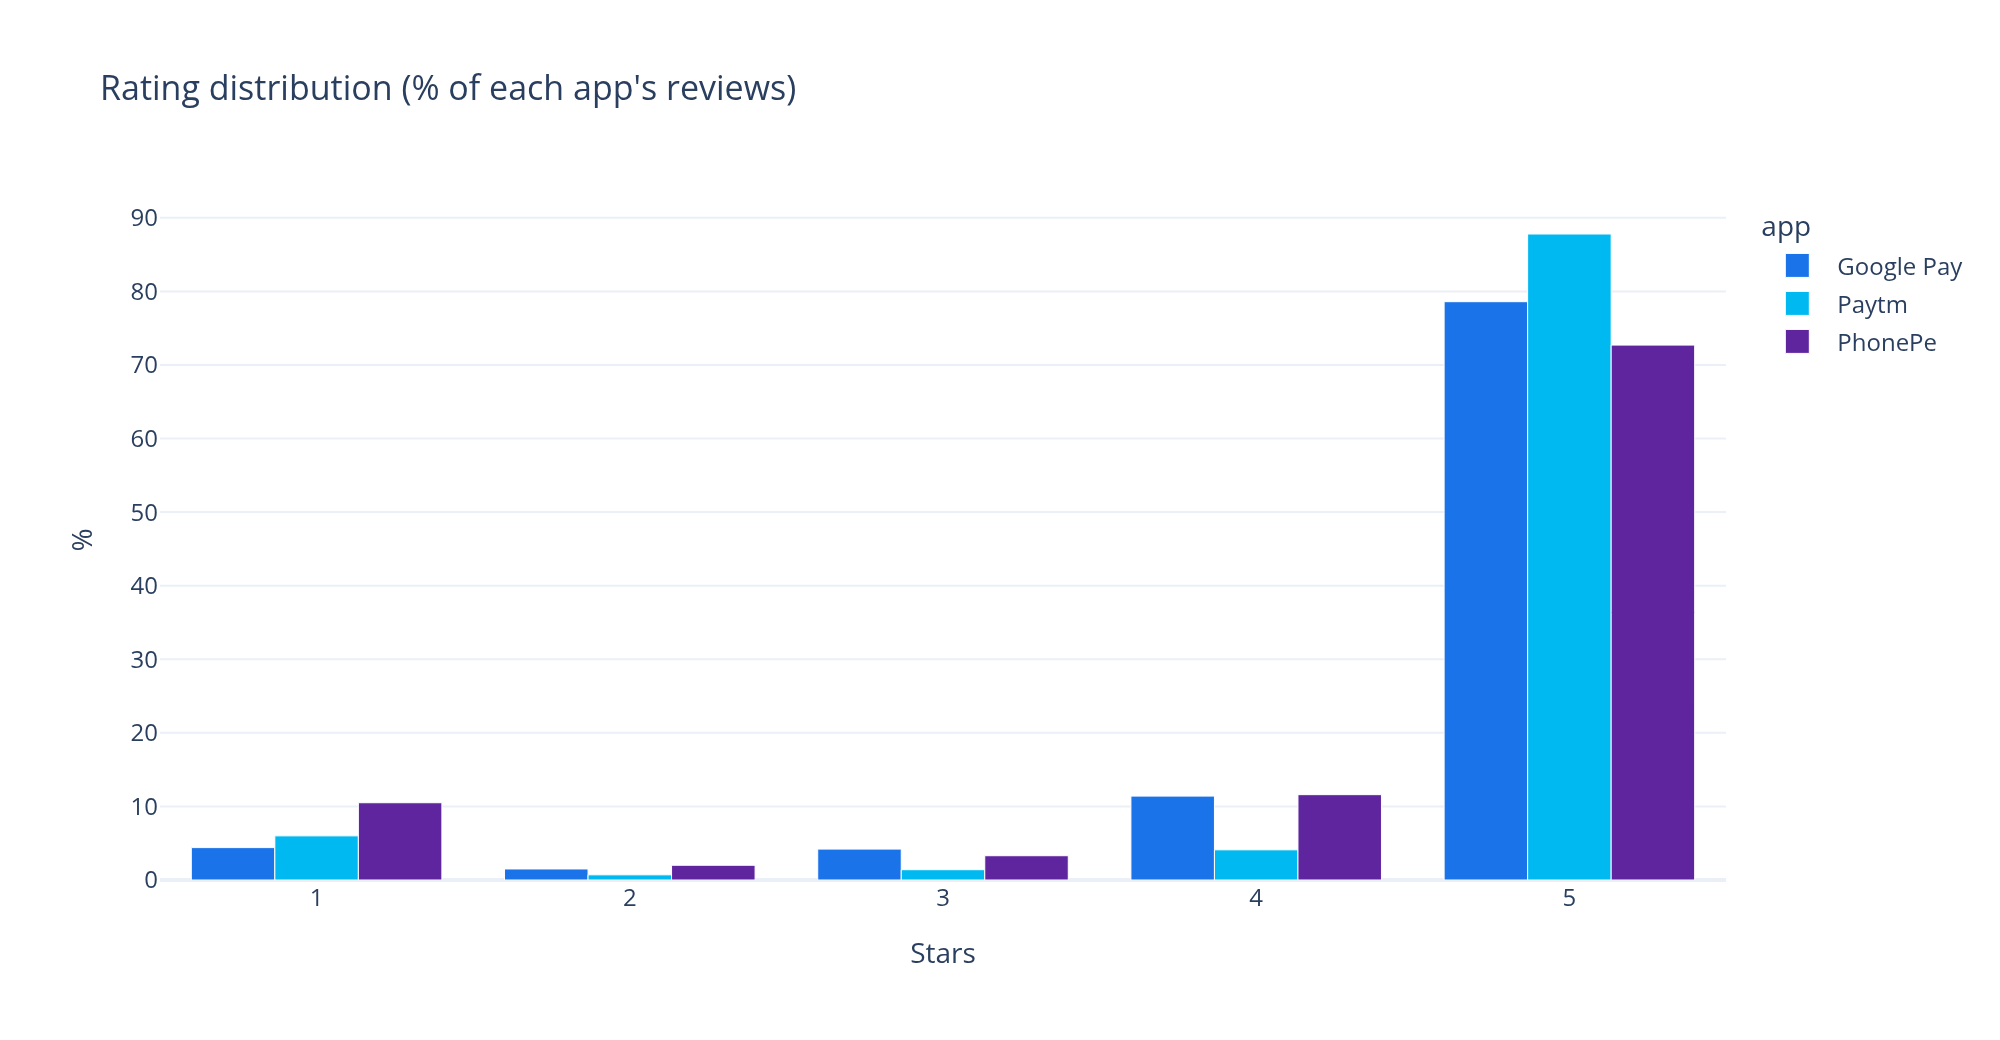 Rating distribution (% of each app's reviews)
90
80
70
60
50
40
30
20
10
0
%
1 2 3 4 5
Stars
app
Google Pay
Paytm
PhonePe